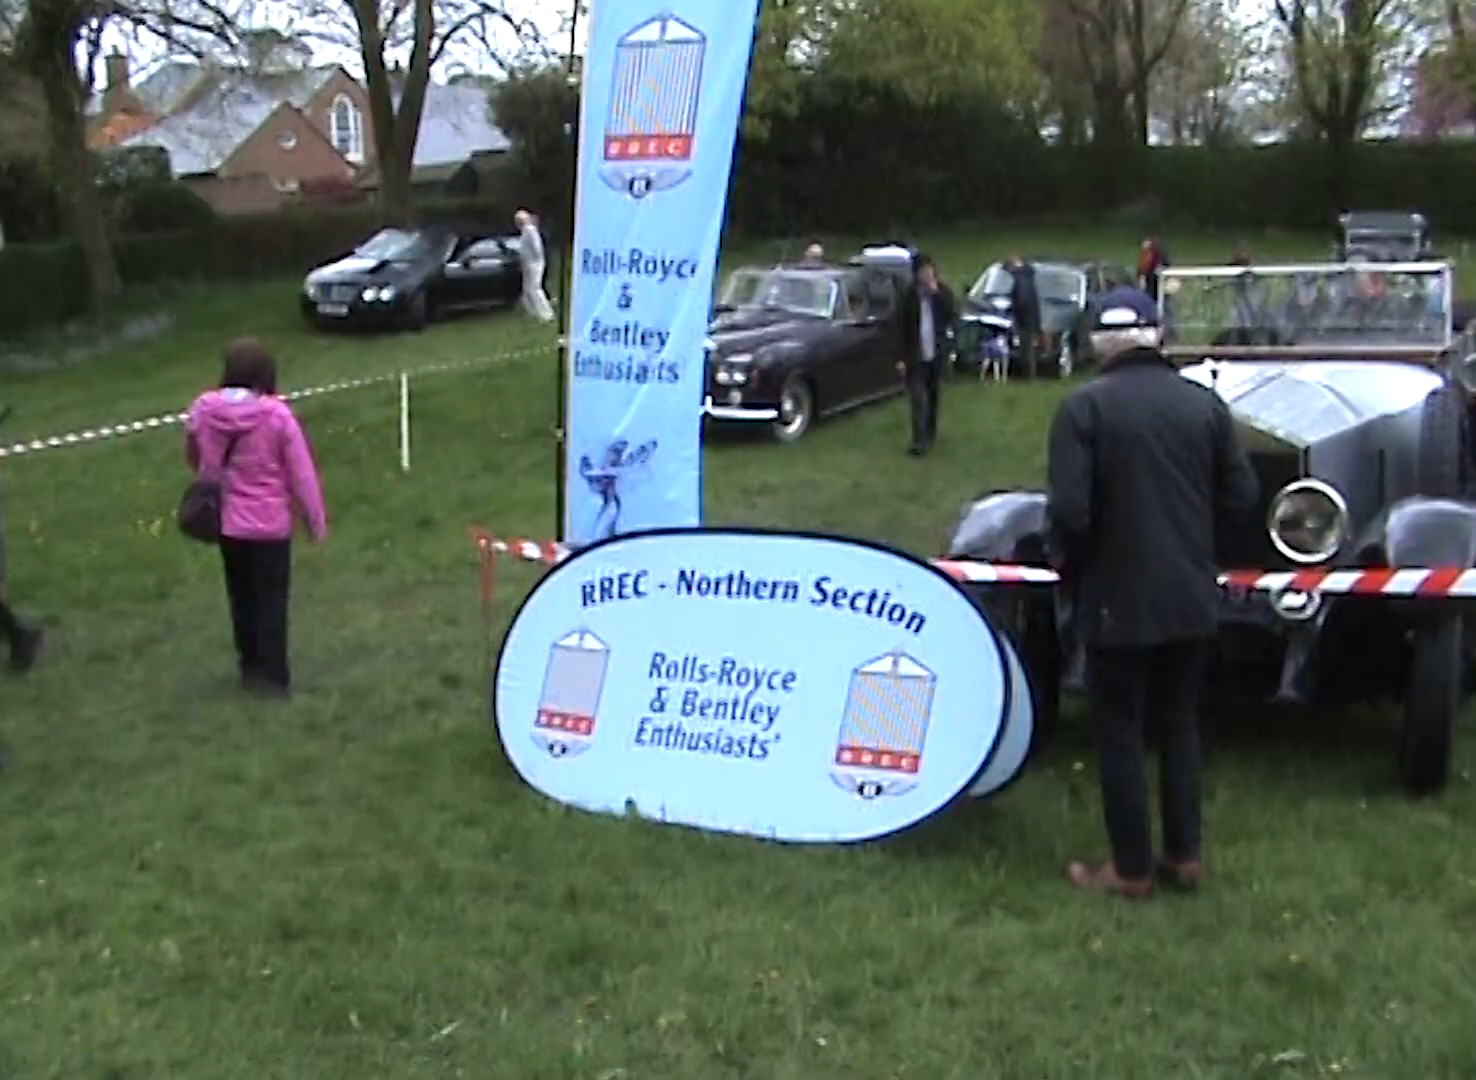 RREC
Rolls-Royce
&
Bentley
Enthusiasts
RREC - Northern Section
Rolls-Royce
& Bentley
Enthusiasts'
RREC
RREC